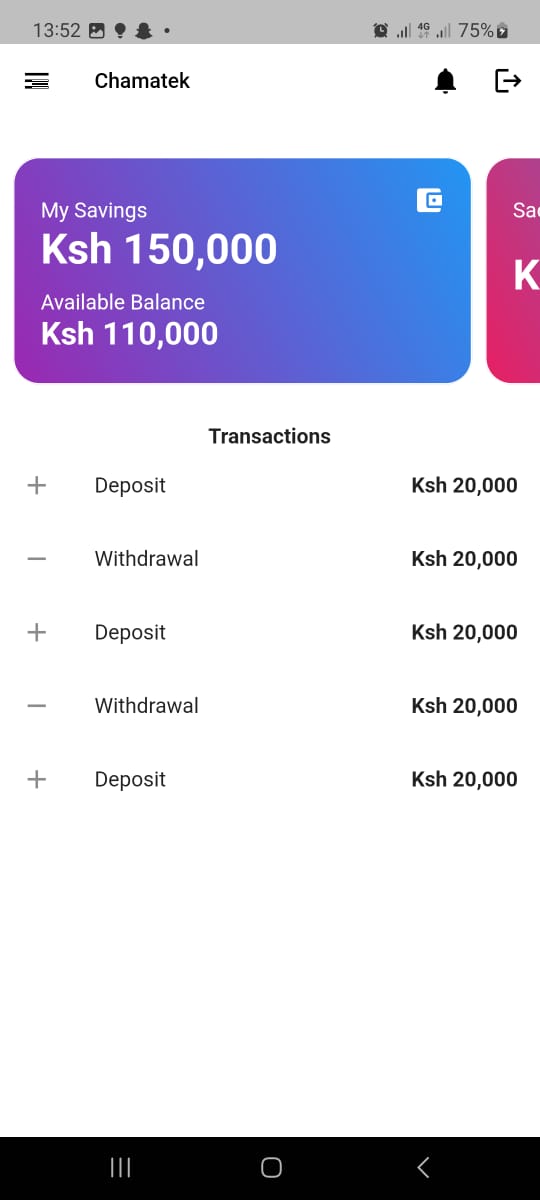 13:52
4G
75%
Chamatek
My Savings
Ksh 150,000
Available Balance
Ksh 110,000
Transactions
Deposit Ksh 20,000
Withdrawal Ksh 20,000
Deposit Ksh 20,000
Withdrawal Ksh 20,000
Deposit Ksh 20,000